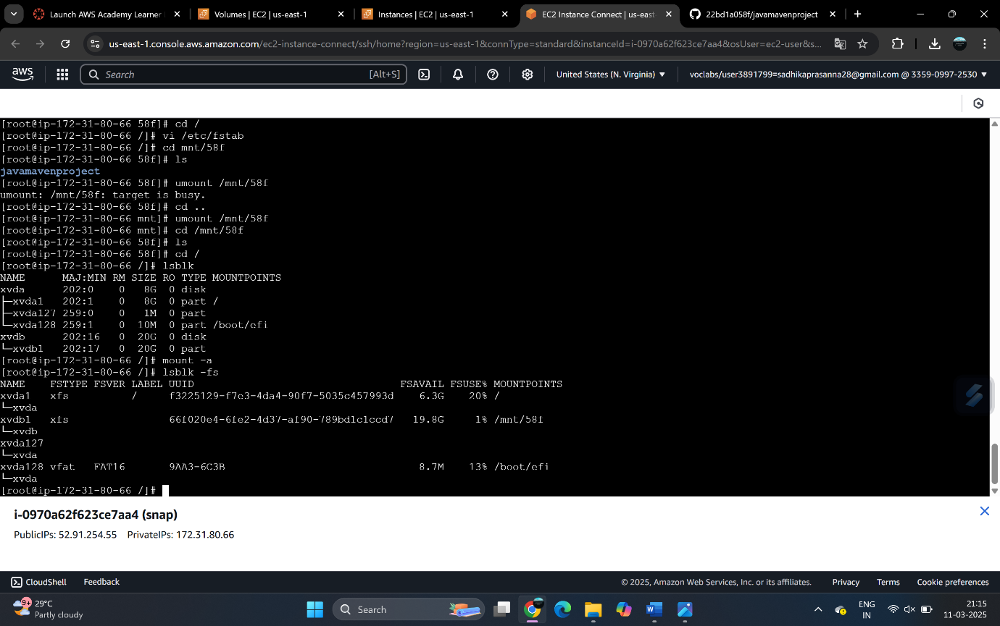 Launch AWS Academy Learner
Volumes | EC2 | us-east-1
Instances | EC2 | us-east-1
EC2 Instance Connect | us-east-
22bd1a058f/javamavenproject
us-east-1.console.aws.amazon.com/ec2-instance-connect/ssh/home?region=us-east-1&connType=standard&instanceId=i-0970a62f623ce7aa4&osUser=ec2-user&s...
aws
Search
[Alt+S]
United States (N. Virginia) ▼
voclabs/user3891799=sadhikaprasanna28@gmail.com @ 3359-0997-2530 ▼
[root@ip-172-31-80-66 58f]# cd /
[root@ip-172-31-80-66 /]# vi /etc/fstab
[root@ip-172-31-80-66 /]# cd mnt/58f
[root@ip-172-31-80-66 58f]# ls
javamavenproject
[root@ip-172-31-80-66 58f]# umount /mnt/58f
umount: /mnt/58f: target is busy.
[root@ip-172-31-80-66 58f]# cd ..
[root@ip-172-31-80-66 mnt]# umount /mnt/58f
[root@ip-172-31-80-66 mnt]# cd /mnt/58f
[root@ip-172-31-80-66 58f]# ls
[root@ip-172-31-80-66 58f]# cd /
[root@ip-172-31-80-66 /]# lsblk
NAME      MAJ:MIN RM SIZE RO TYPE MOUNTPOINTS
xvda      202:0    0   8G  0 disk
├─xvda1   202:1    0   8G  0 part /
├─xvda127 259:0    0   1M  0 part
└─xvda128 259:1    0  10M  0 part /boot/efi
xvdb      202:16   0  20G  0 disk
└─xvdb1   202:17   0  20G  0 part
[root@ip-172-31-80-66 /]# mount -a
[root@ip-172-31-80-66 /]# lsblk -fs
NAME    FSTYPE FSVER LABEL UUID                                 FSAVAIL FSUSE% MOUNTPOINTS
xvda1   xfs          /     f3225129-f7e3-4da4-90f7-5035c457993d    6.3G    20% /
└─xvda
xvdb1   xfs                66f020e4-6fe2-4d37-af90-789bd1c1ccd7   19.8G     1% /mnt/58f
└─xvdb
xvda127
└─xvda
xvda128 vfat   FAT16       9AA3-6C3B                               8.7M    13% /boot/efi
└─xvda
[root@ip-172-31-80-66 /]#
i-0970a62f623ce7aa4 (snap)
PublicIPs: 52.91.254.55 PrivateIPs: 172.31.80.66
CloudShell
Feedback
© 2025, Amazon Web Services, Inc. or its affiliates.
Privacy
Terms
Cookie preferences
9+
29°C
Partly cloudy
Search
ENG
IN
21:15
11-03-2025